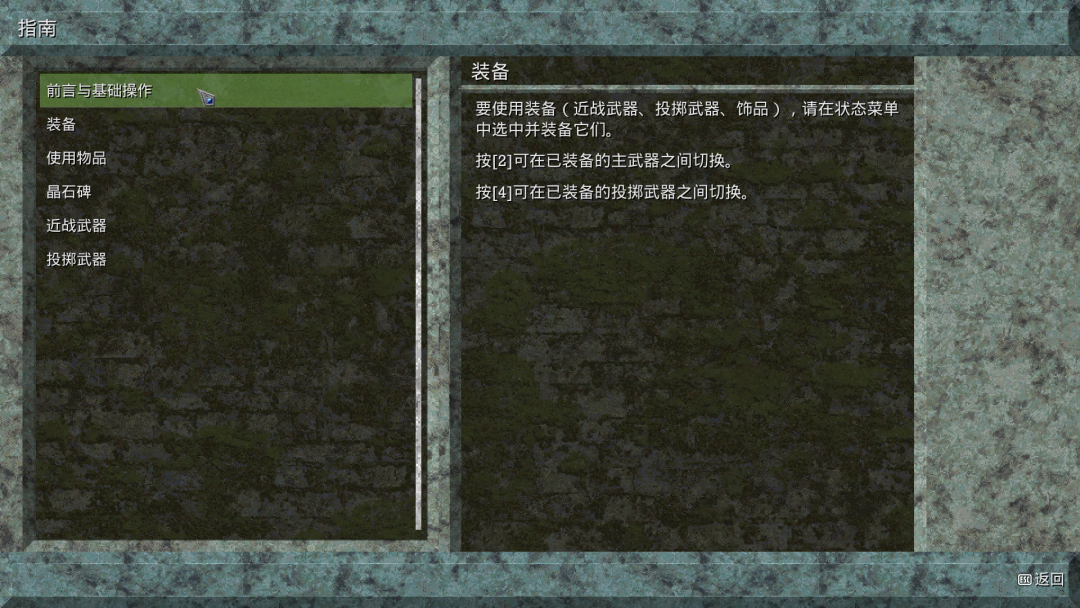 指南
前言与基础操作
装备
使用物品
晶石碑
近战武器
投掷武器
装备
要使用装备（近战武器、投掷武器、饰品），请在状态菜单
中选中并装备它们。
按[2]可在已装备的主武器之间切换。
按[4]可在已装备的投掷武器之间切换。
ESC 返回